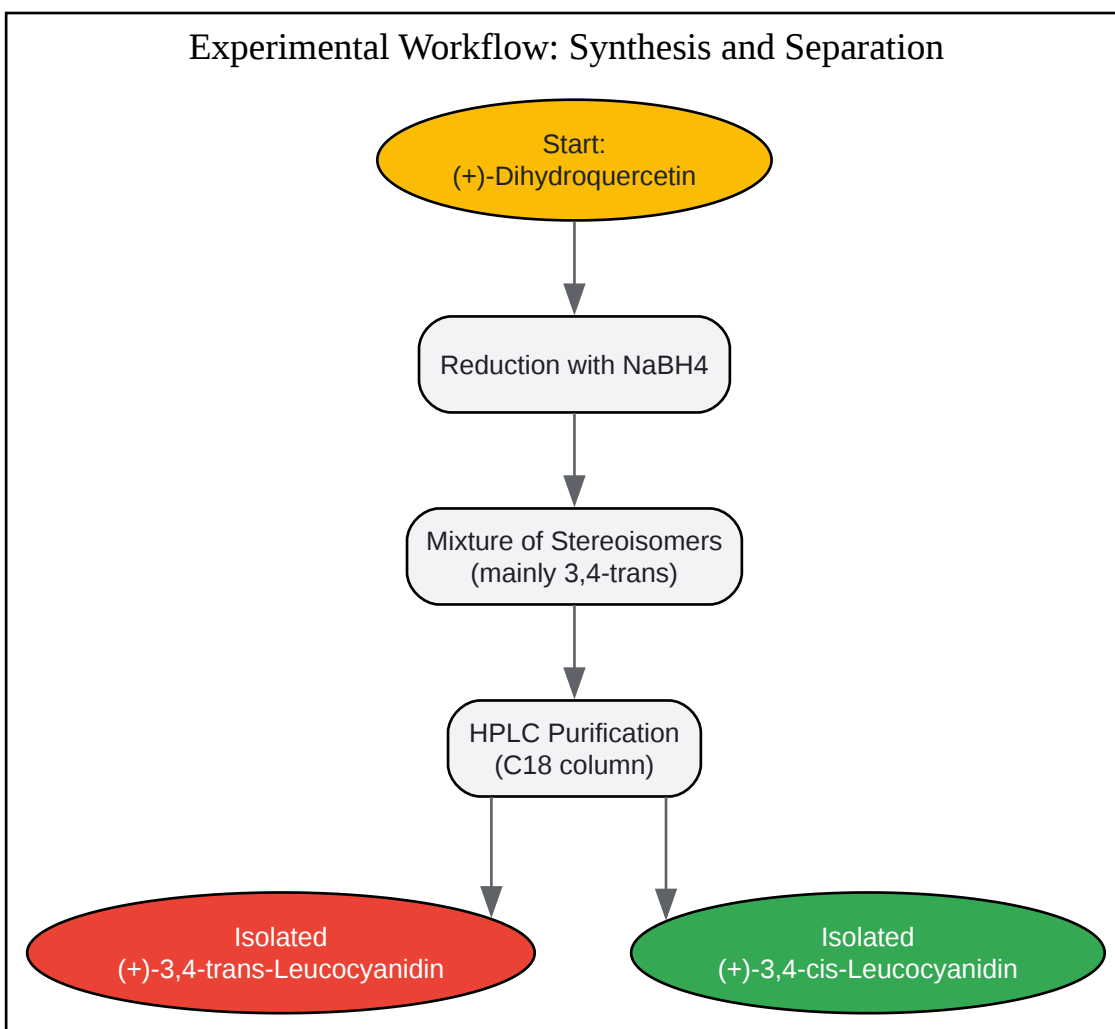 Experimental Workflow: Synthesis and Separation
Start:
(+)-Dihydroquercetin
Reduction with NaBH4
Mixture of Stereoisomers
(mainly 3,4-trans)
HPLC Purification
(C18 column)
Isolated
(+)-3,4-trans-Leucocyanidin
Isolated
(+)-3,4-cis-Leucocyanidin